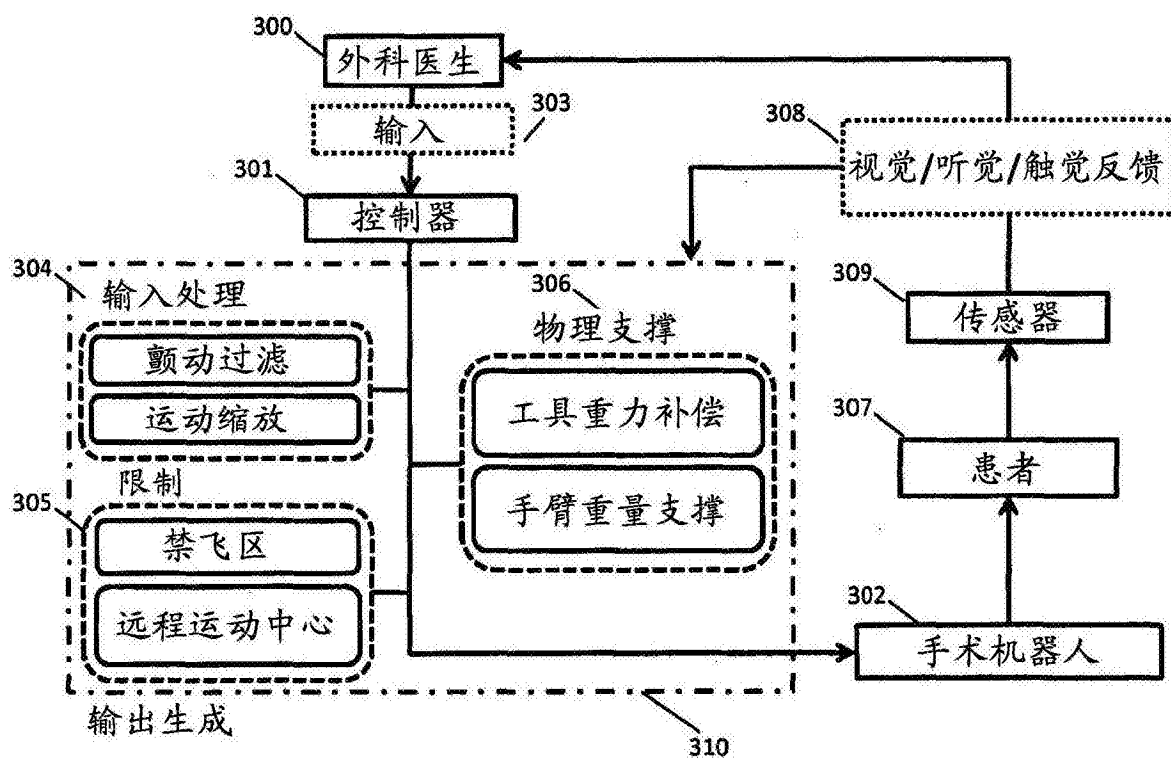 300
外科医生
303
输入
308
视觉/听觉/触觉反馈
301
控制器
304
输入处理
306
物理支撑
309
传感器
颤动过滤
工具重力补偿
运动缩放
307
患者
限制
手臂重量支撑
305
禁飞区
302
远程运动中心
手术机器人
输出生成
310